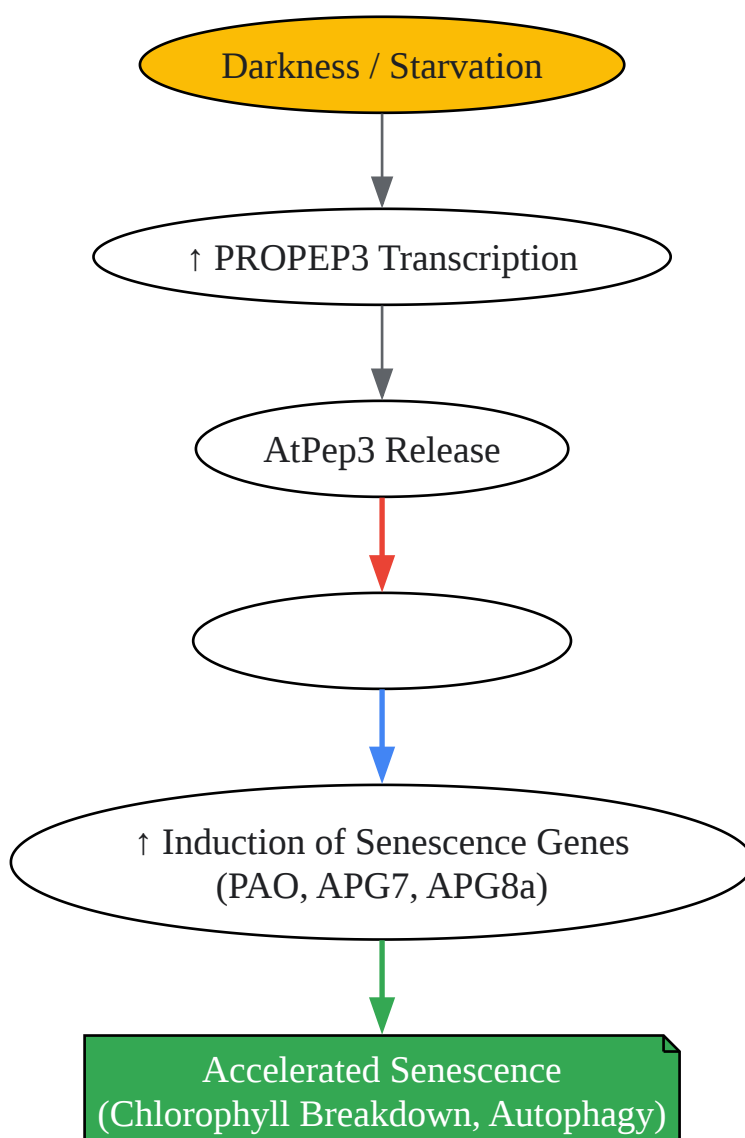 Darkness / Starvation
↑ PROPEP3 Transcription
AtPep3 Release
↑ Induction of Senescence Genes
(PAO, APG7, APG8a)
Accelerated Senescence
(Chlorophyll Breakdown, Autophagy)